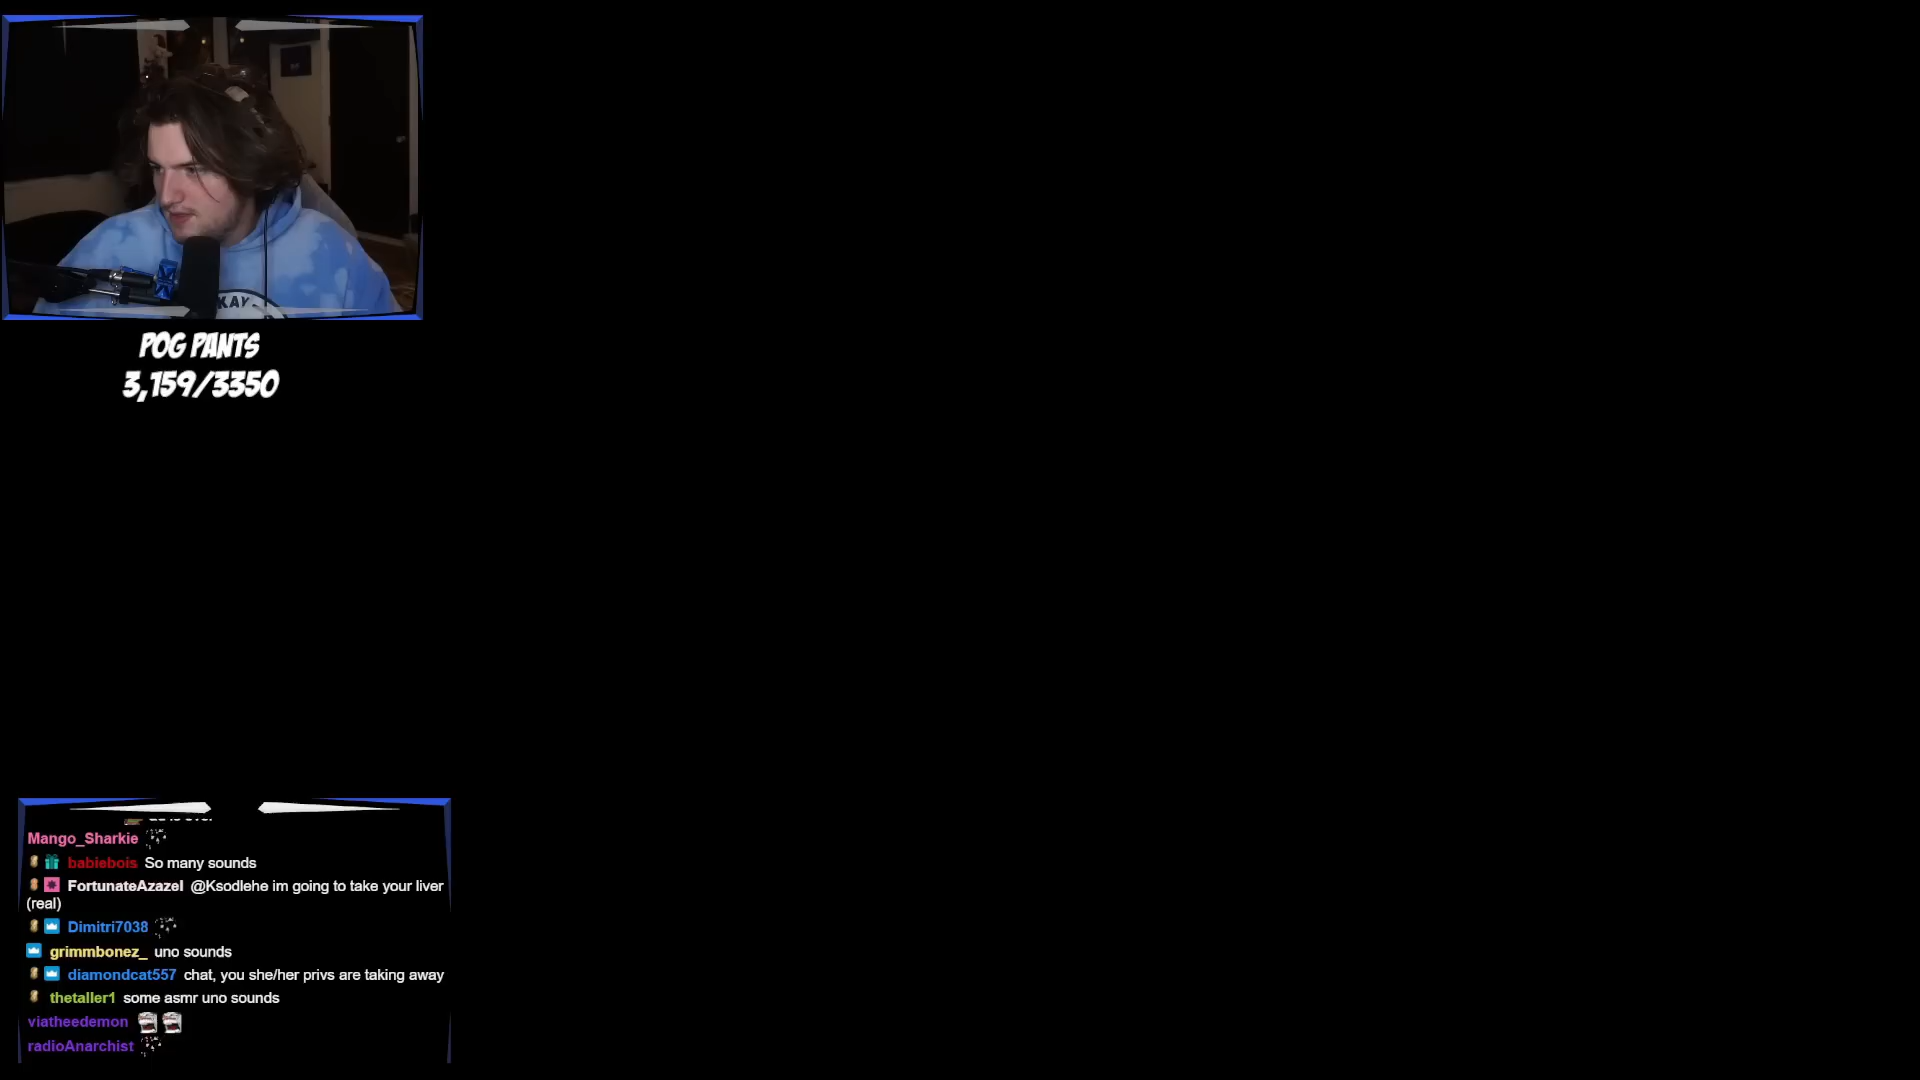 KAY
POG PANTS
3,159/3350
Mango_Sharkie
babiebois So many sounds
FortunateAzazel @Ksodlehe im going to take your liver
(real)
Dimitri7038
grimmbonez_ uno sounds
diamondcat557 chat, you she/her privs are taking away
thetaller1 some asmr uno sounds
viatheedemon
radioAnarchist